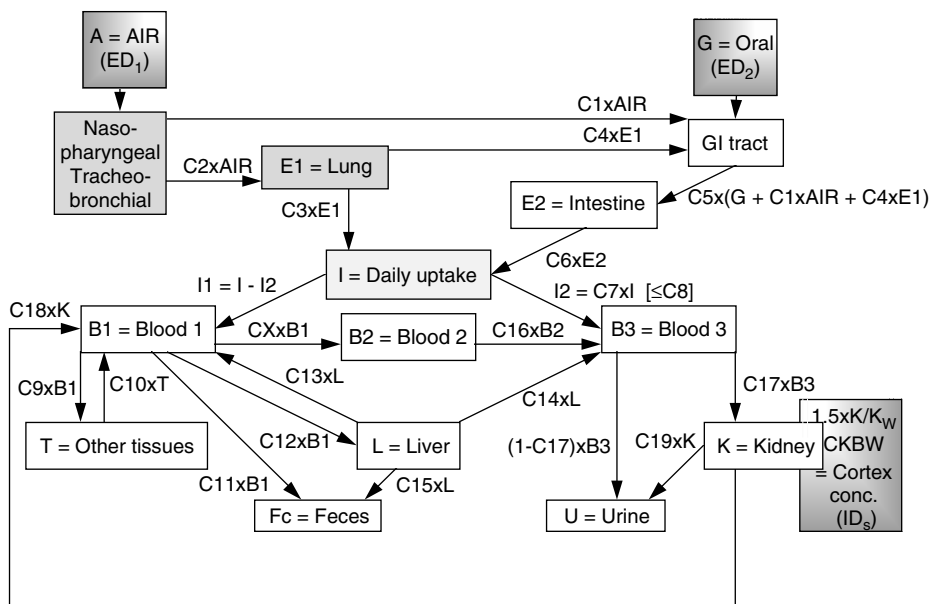 A = AIR
(ED₁)
G = Oral
(ED₂)
C1xAIR
Naso-
pharyngeal
Tracheo-
bronchial
C2xAIR
E1 = Lung
C4xE1
GI tract
C3xE1
E2 = Intestine
C5x(G + C1xAIR + C4xE1)
C6xE2
I = Daily uptake
I1 = I - I2
I2 = C7xI [≤C8]
C18xK
B1 = Blood 1
CXxB1
B2 = Blood 2
C16xB2
B3 = Blood 3
C9xB1
C10xT
C13xL
C14xL
C17xB3
T = Other tissues
C12xB1
L = Liver
(1-C17)xB3
C19xK
K = Kidney
1.5xK/K_W
CKBW
= Cortex
conc.
(ID_s)
C11xB1
C15xL
Fc = Feces
U = Urine